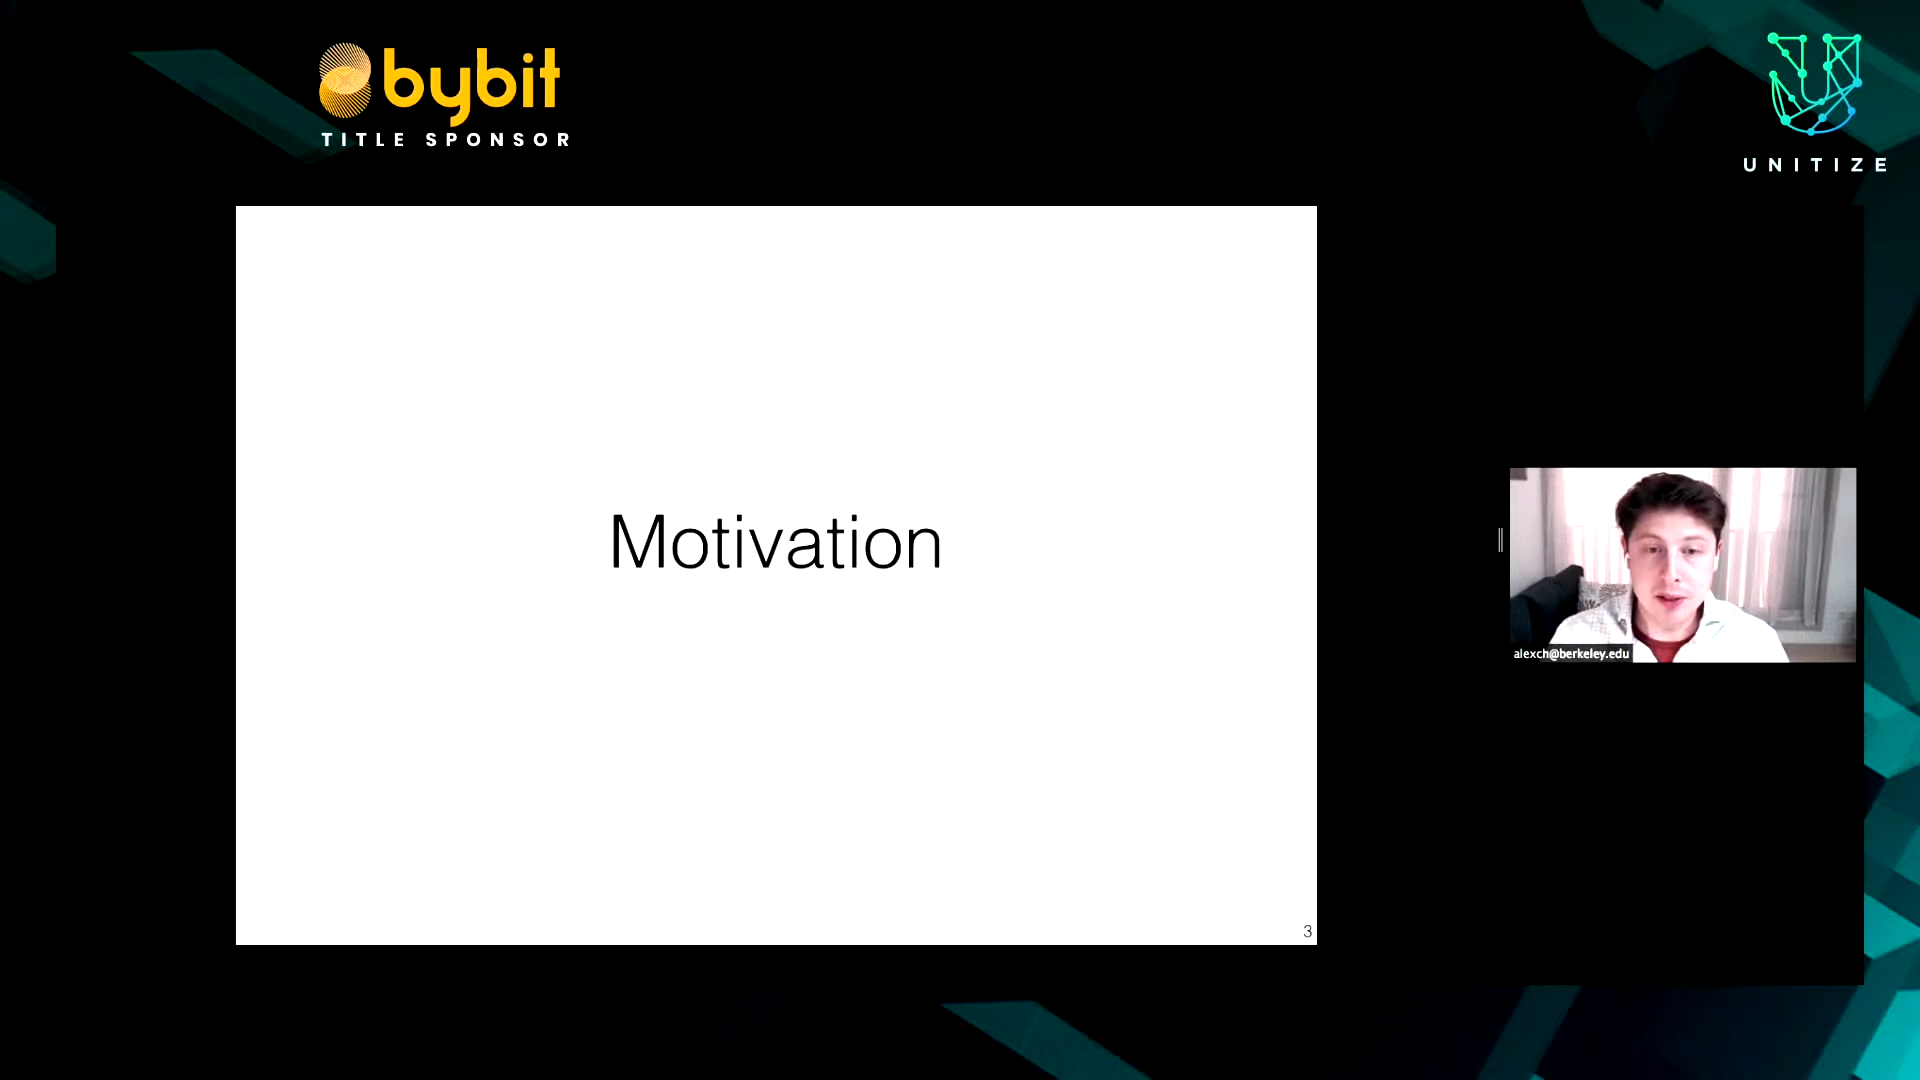 bybit
TITLE SPONSOR
UNITIZE
Motivation
alexch@berkeley.edu
3